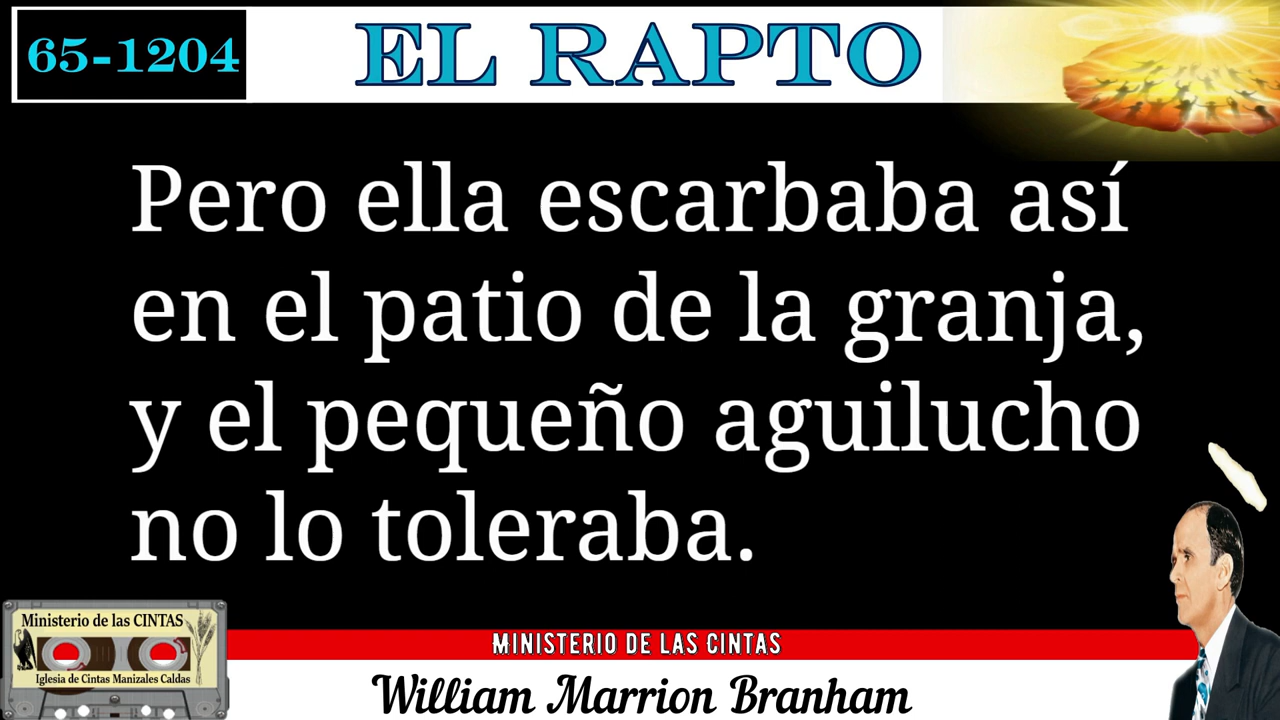 65-1204
EL RAPTO
Pero ella escarbaba así
en el patio de la granja,
y el pequeño aguilucho
no lo toleraba.
Ministerio de las CINTAS
Iglesia de Cintas Manizales Caldas
MINISTERIO DE LAS CINTAS
William Marrion Branham